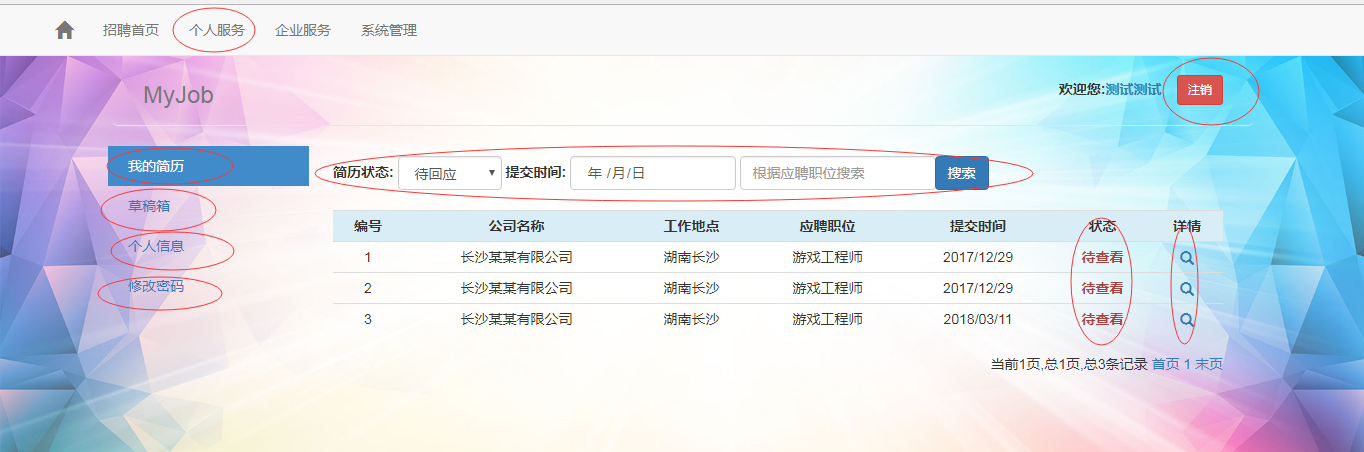 招聘首页 个人服务 企业服务 系统管理
MyJob
欢迎您:测试测试 注销
我的简历
草稿箱
个人信息
修改密码
简历状态: 待回应 提交时间: 年 /月/日 根据应聘职位搜索 搜索
编号 公司名称 工作地点 应聘职位 提交时间 状态 详情
1 长沙某某有限公司 湖南长沙 游戏工程师 2017/12/29 待查看
2 长沙某某有限公司 湖南长沙 游戏工程师 2017/12/29 待查看
3 长沙某某有限公司 湖南长沙 游戏工程师 2018/03/11 待查看
当前1页,总1页,总3条记录 首页 1 末页